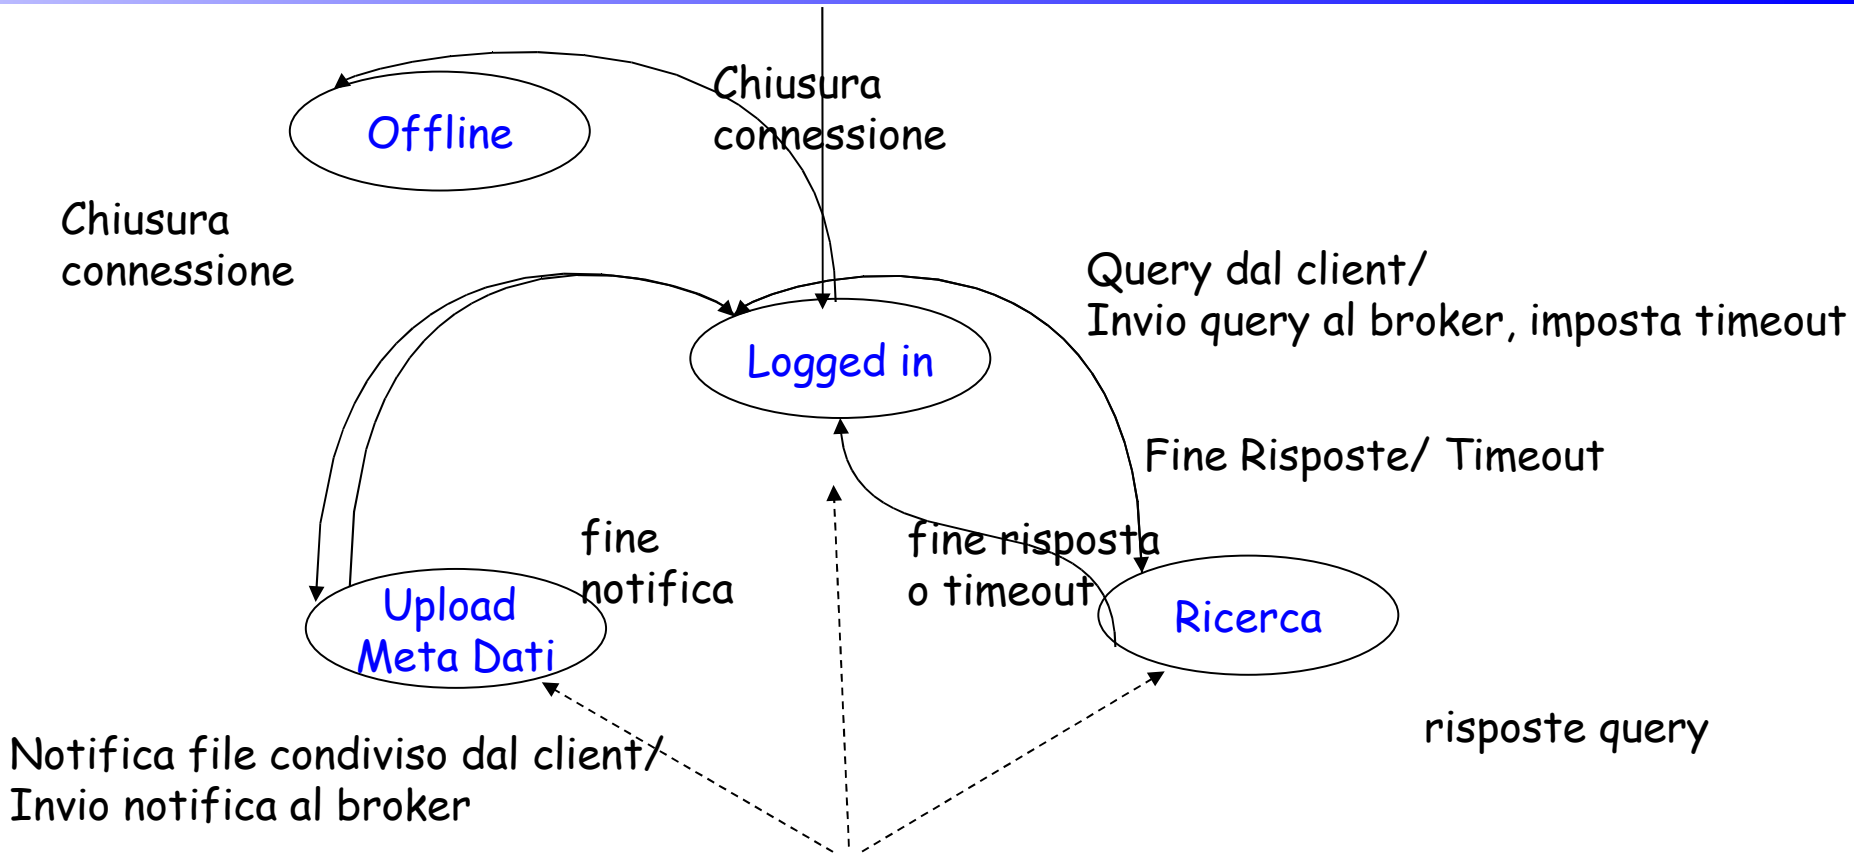 Chiusura
connessione
Offline
Chiusura
connessione
Query dal client/
Invio query al broker, imposta timeout
Logged in
Fine Risposte/ Timeout
fine
notifica
fine risposta
o timeout
Upload
Meta Dati
Ricerca
risposte query
Notifica file condiviso dal client/
Invio notifica al broker